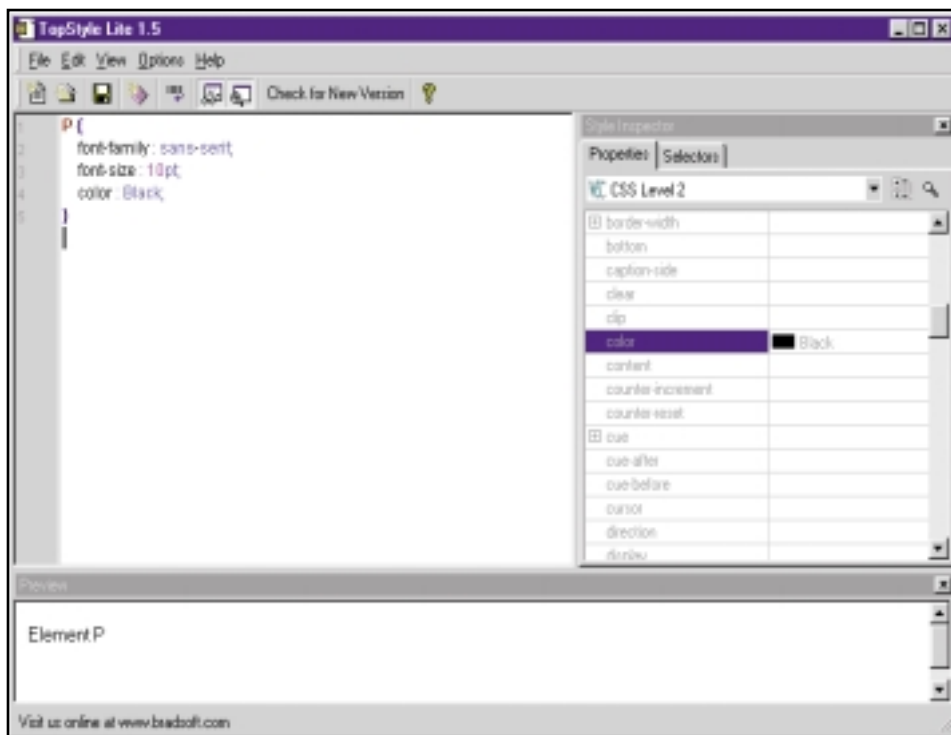 TopStyle Lite 1.5
File Edit View Options Help
Check for New Version
1 P {
2 font-family : sans-serif;
3 font-size : 10pt;
4 color : Black;
5 }
Style Inspector
Properties Selectors
CSS Level 2
border-width
bottom
caption-side
clear
clip
color Black
content
counter-increment
counter-reset
cue
cue-after
cue-before
cursor
direction
display
Preview
Element P
Visit us online at www.bradsoft.com